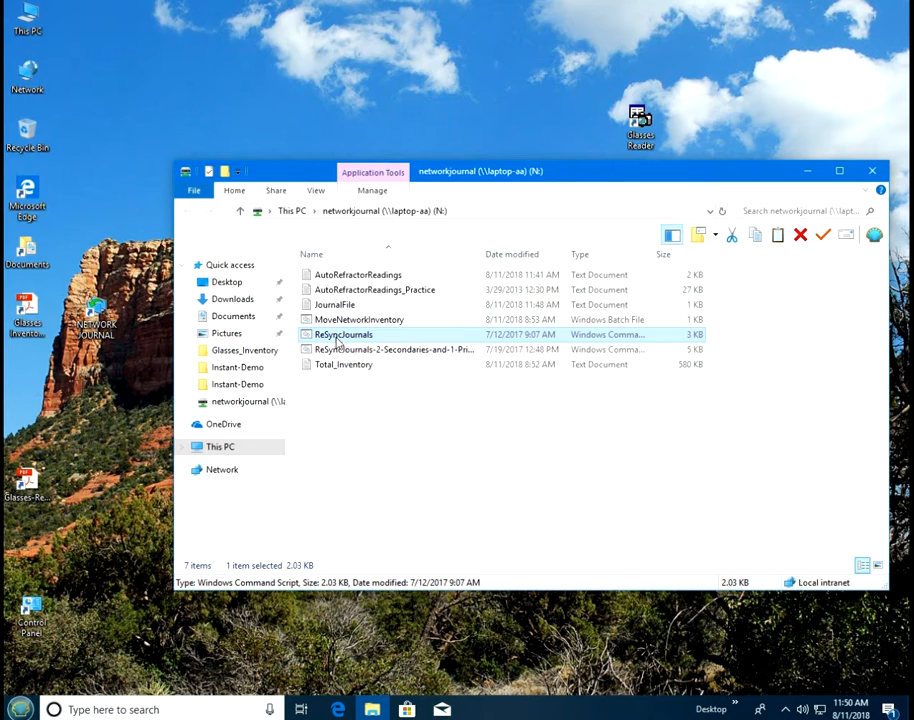 This PC
Network
Recycle Bin
Microsoft
Edge
Documents
Glasses
Invento...
NETWORK
JOURNAL
Glasses-Re...
Control
Panel
Glasses
Reader
Application Tools
networkjournal (\\laptop-aa) (N:)
File Home Share View Manage
This PC › networkjournal (\\laptop-aa) (N:)
Search networkjournal (\\lapt...
Name Date modified Type Size
Quick access
Desktop
Downloads
Documents
Pictures
Glasses_Inventory
Instant-Demo
Instant-Demo
networkjournal (\\la
OneDrive
This PC
Network
AutoRefractorReadings 8/11/2018 11:41 AM Text Document 2 KB
AutoRefractorReadings_Practice 3/29/2013 12:30 PM Text Document 27 KB
JournalFile 8/11/2018 11:48 AM Text Document 1 KB
MoveNetworkInventory 8/11/2018 8:53 AM Windows Batch File 1 KB
ReSyncJournals 7/12/2017 9:07 AM Windows Comma... 3 KB
ReSyncJournals-2-Secondaries-and-1-Pri... 7/19/2017 12:48 PM Windows Comma... 5 KB
Total_Inventory 8/11/2018 8:52 AM Text Document 580 KB
7 items 1 item selected 2.03 KB
Type: Windows Command Script, Size: 2.03 KB, Date modified: 7/12/2017 9:07 AM 2.03 KB Local intranet
Type here to search
Desktop
11:50 AM
8/11/2018
1